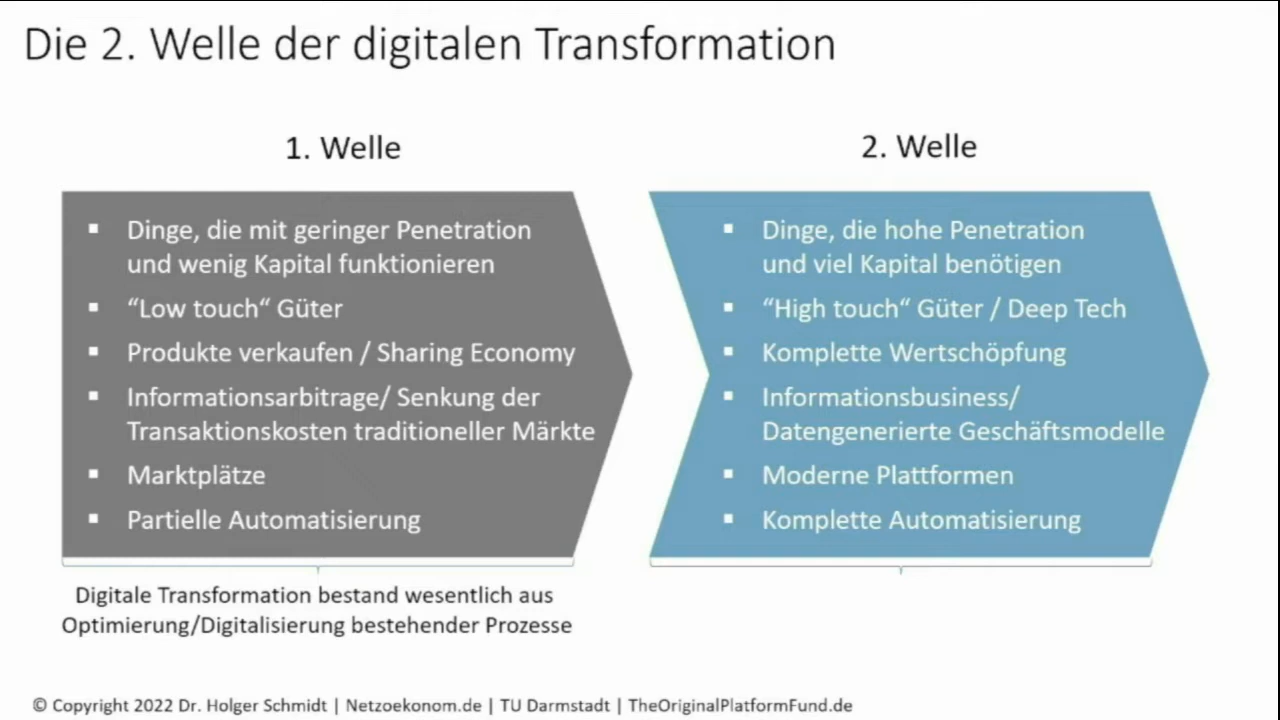 Die 2. Welle der digitalen Transformation
1. Welle
▪ Dinge, die mit geringer Penetration
und wenig Kapital funktionieren
▪ “Low touch“ Güter
▪ Produkte verkaufen / Sharing Economy
▪ Informationsarbitrage/ Senkung der
Transaktionskosten traditioneller Märkte
▪ Marktplätze
▪ Partielle Automatisierung
Digitale Transformation bestand wesentlich aus
Optimierung/Digitalisierung bestehender Prozesse
2. Welle
▪ Dinge, die hohe Penetration
und viel Kapital benötigen
▪ “High touch“ Güter / Deep Tech
▪ Komplette Wertschöpfung
▪ Informationsbusiness/
Datengenerierte Geschäftsmodelle
▪ Moderne Plattformen
▪ Komplette Automatisierung
© Copyright 2022 Dr. Holger Schmidt | Netzoekonom.de | TU Darmstadt | TheOriginalPlatformFund.de